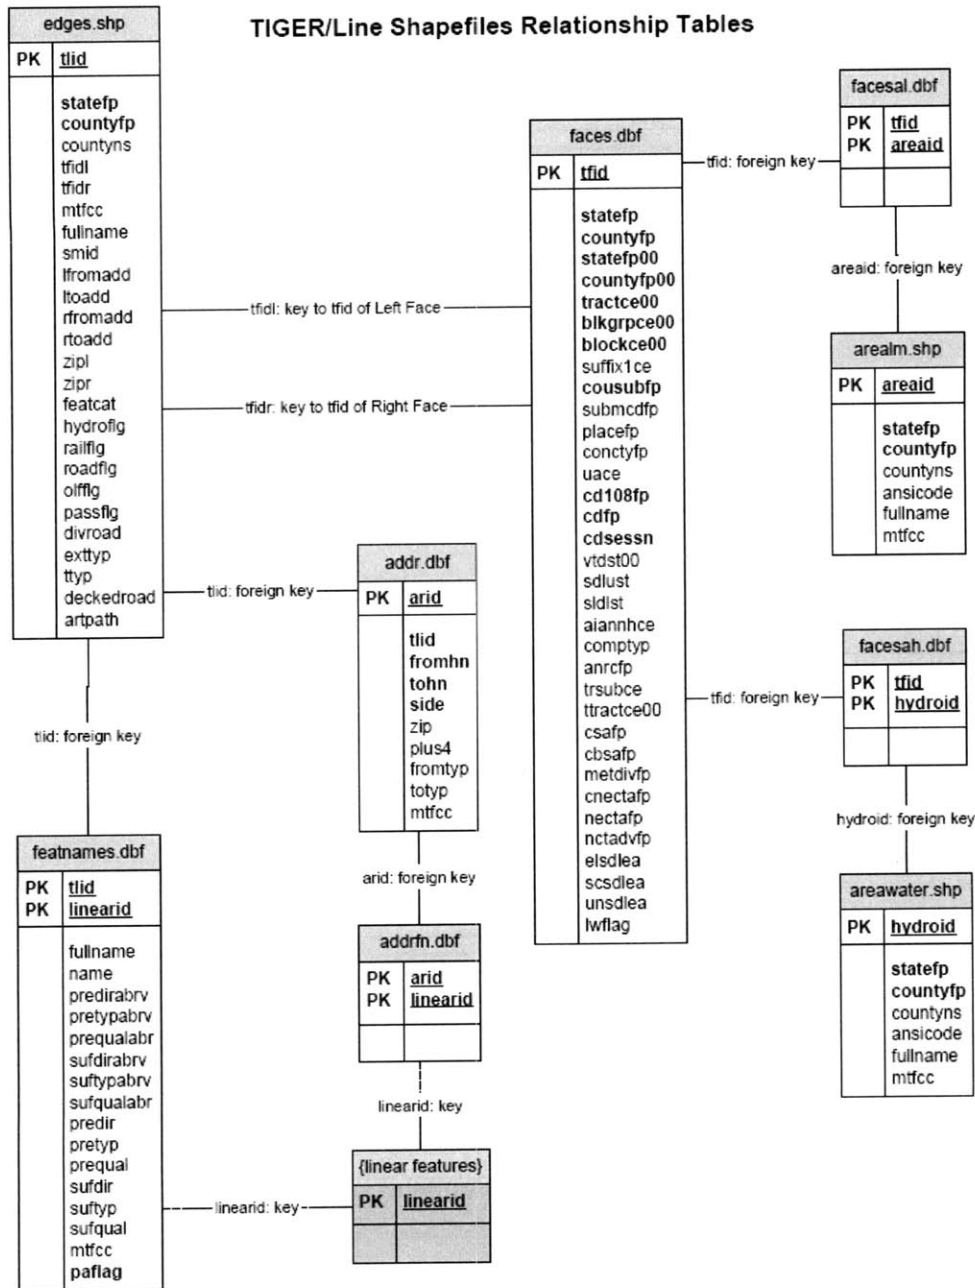 TIGER/Line Shapefiles Relationship Tables
edges.shp
PK tlid
statefp
countyfp
countyns
tfidl
tfidr
mtfcc
fullname
smid
lfromadd
ltoadd
rfromadd
rtoadd
zipl
zipr
featcat
hydroflg
railflg
roadflg
olfflg
passflg
divroad
exttyp
ttyp
deckedroad
artpath
tfidl: key to tfid of Left Face
tfidr: key to tfid of Right Face
tlid: foreign key
tlid: foreign key
featnames.dbf
PK tlid
PK linearid
fullname
name
predirabrv
pretypabrv
prequalabr
sufdirabrv
suftypabrv
sufqualabr
predir
pretyp
prequal
sufdir
suftyp
sufqual
mtfcc
paflag
linearid: key
addr.dbf
PK arid
tlid
fromhn
tohn
side
zip
plus4
fromtyp
totyp
mtfcc
arid: foreign key
addrfn.dbf
PK arid
PK linearid
linearid: key
{linear features}
PK linearid
faces.dbf
PK tfid
statefp
countyfp
statefp00
countyfp00
tractce00
blkgrpce00
blockce00
suffix1ce
cousubfp
submcdfp
placefp
conctyfp
uace
cd108fp
cdfp
cdsessn
vtdst00
sdlust
sldlst
aiannhce
comptyp
anrcfp
trsubce
ttractce00
csafp
cbsafp
metdivfp
cnectafp
nectafp
nctadvfp
elsdlea
scsdlea
unsdlea
lwflag
tfid: foreign key
facesal.dbf
PK tfid
PK areaid
areaid: foreign key
arealm.shp
PK areaid
statefp
countyfp
countyns
ansicode
fullname
mtfcc
tfid: foreign key
facesah.dbf
PK tfid
PK hydroid
hydroid: foreign key
areawater.shp
PK hydroid
statefp
countyfp
countyns
ansicode
fullname
mtfcc